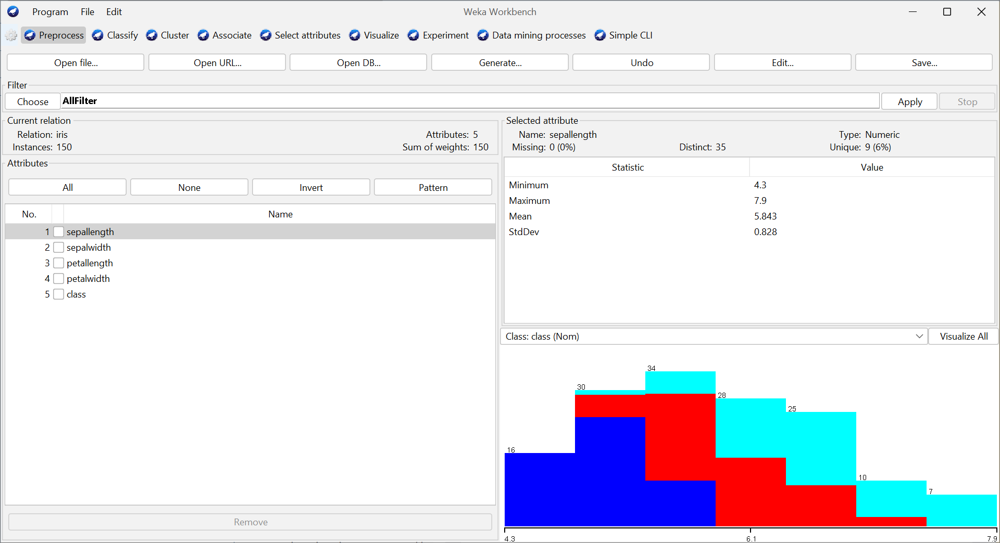 Program File Edit Weka Workbench
Preprocess Classify Cluster Associate Select attributes Visualize Experiment Data mining processes Simple CLI
Open file... Open URL... Open DB... Generate... Undo Edit... Save...
Filter
Choose AllFilter Apply Stop
Current relation
Relation: iris Attributes: 5
Instances: 150 Sum of weights: 150
Attributes
All None Invert Pattern
No. Name
1 sepallength
2 sepalwidth
3 petallength
4 petalwidth
5 class
Remove
Selected attribute
Name: sepallength Type: Numeric
Missing: 0 (0%) Distinct: 35 Unique: 9 (6%)
Statistic Value
Minimum 4.3
Maximum 7.9
Mean 5.843
StdDev 0.828
Class: class (Nom) Visualize All
16 30 34 28 25 10 7
4.3 6.1 7.9